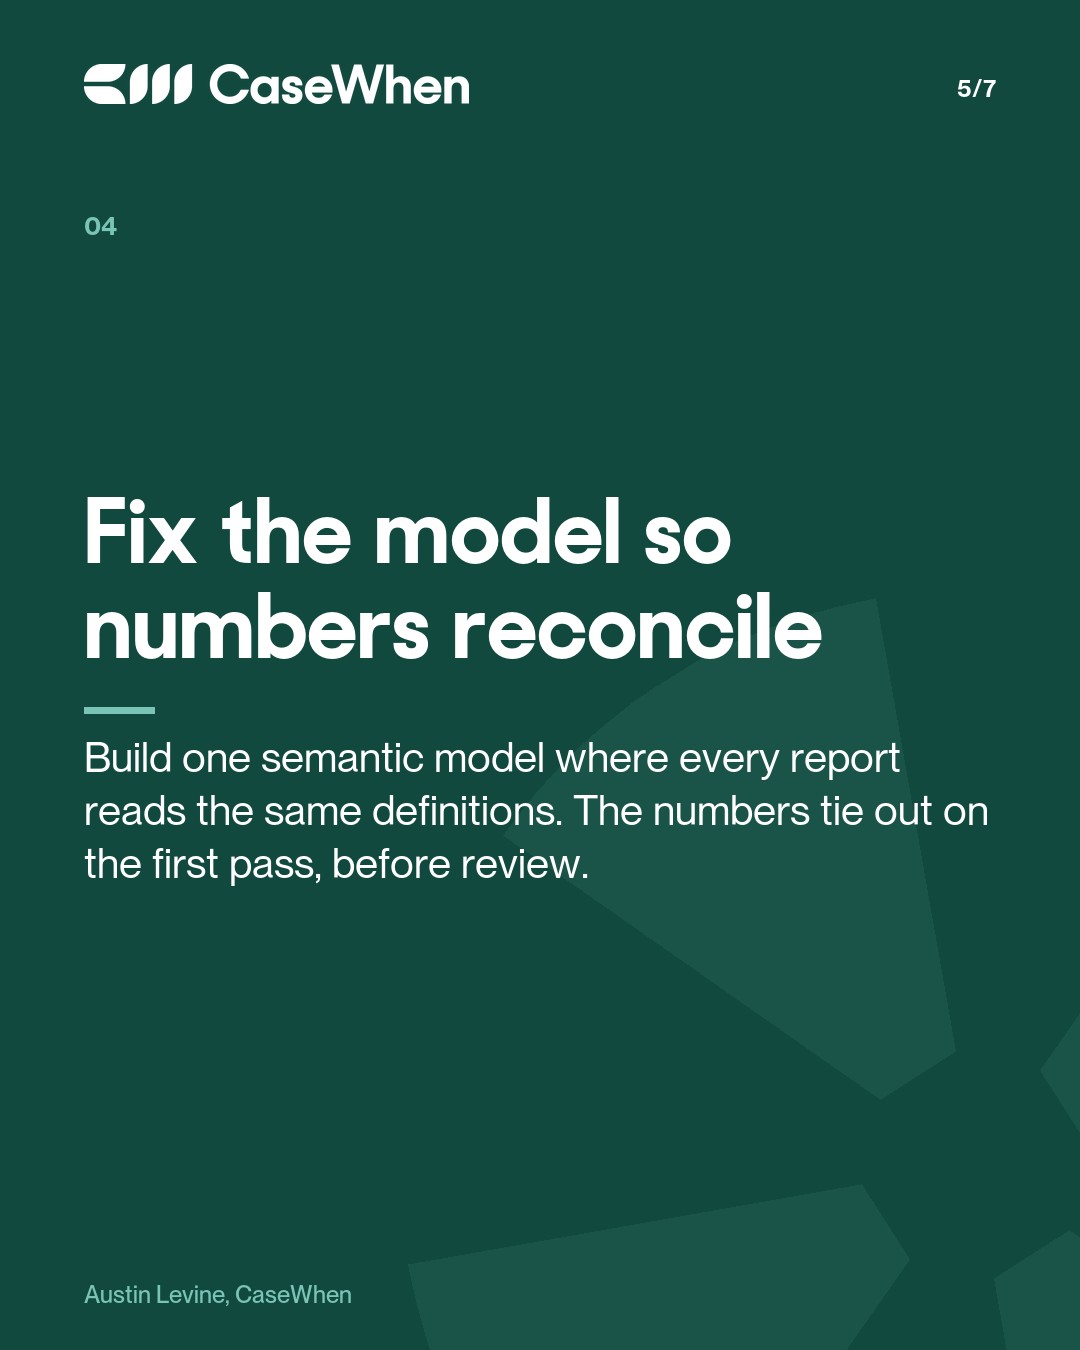 CaseWhen
5/7
04
Fix the model so
numbers reconcile
Build one semantic model where every report
reads the same definitions. The numbers tie out on
the first pass, before review.
Austin Levine, CaseWhen